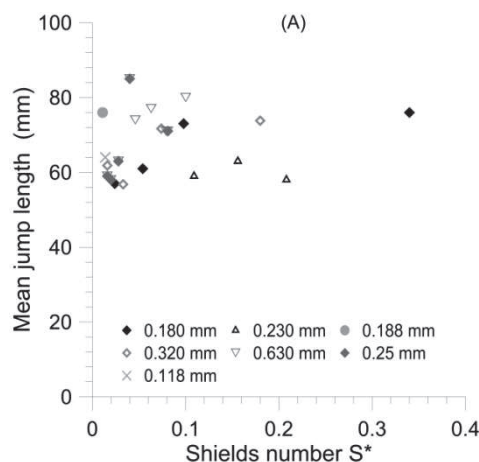 (A)
100
80
60
40
20
0
Mean jump length (mm)
0.180 mm 0.230 mm 0.188 mm
0.320 mm 0.630 mm 0.25 mm
0.118 mm
0 0.1 0.2 0.3 0.4
Shields number S*